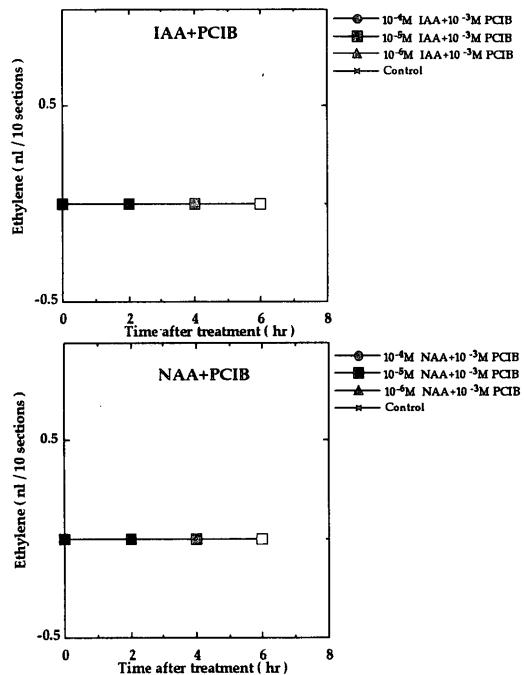 IAA+PCIB
10⁻⁴M IAA+10⁻³M PCIB
10⁻⁵M IAA+10⁻³M PCIB
10⁻⁶M IAA+10⁻³M PCIB
Control
Ethylene ( nl / 10 sections )
0.5
-0.5
0 2 4 6 8
Time after treatment ( hr )
NAA+PCIB
10⁻⁴M NAA+10⁻³M PCIB
10⁻⁵M NAA+10⁻³M PCIB
10⁻⁶M NAA+10⁻³M PCIB
Control
Ethylene ( nl / 10 sections )
0.5
-0.5
0 2 4 6 8
Time after treatment ( hr )